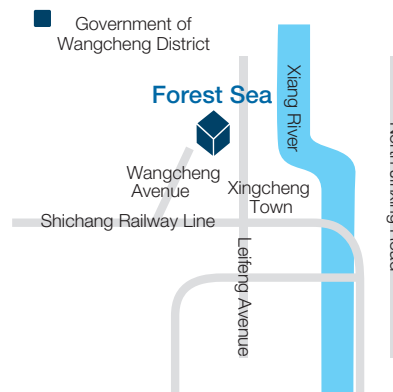 Government of
Wangcheng District
Forest Sea
Xiang River
Wangcheng
Avenue
Xingcheng
Town
Shichang Railway Line
Leifeng Avenue